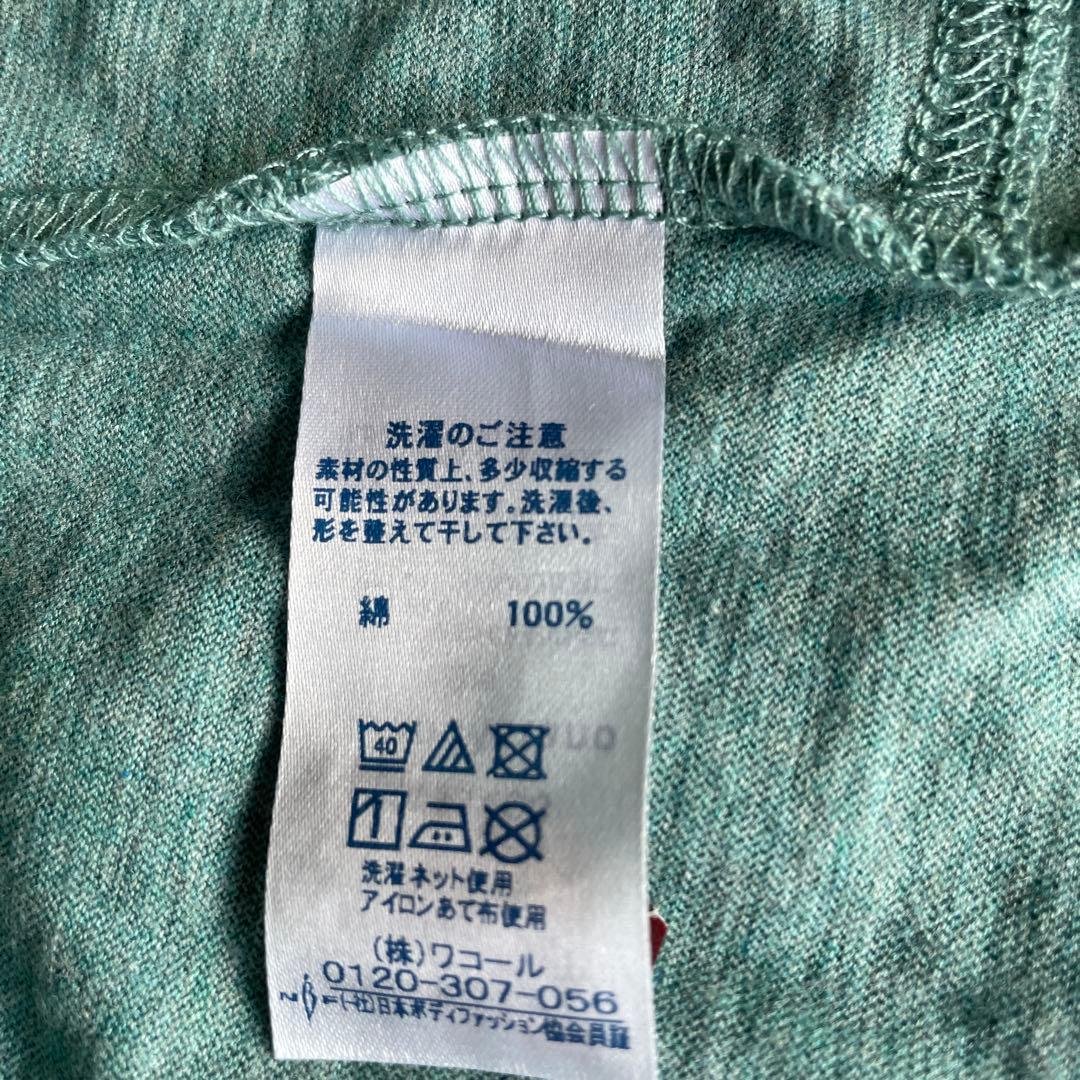 洗濯のご注意
素材の性質上、多少収縮する
可能性があります。洗濯後、
形を整えて干して下さい。
綿 100%
40
洗濯ネット使用
アイロンあて布使用
(株)ワコール
0120-307-056
(一社)日本ボディファッション協会員証